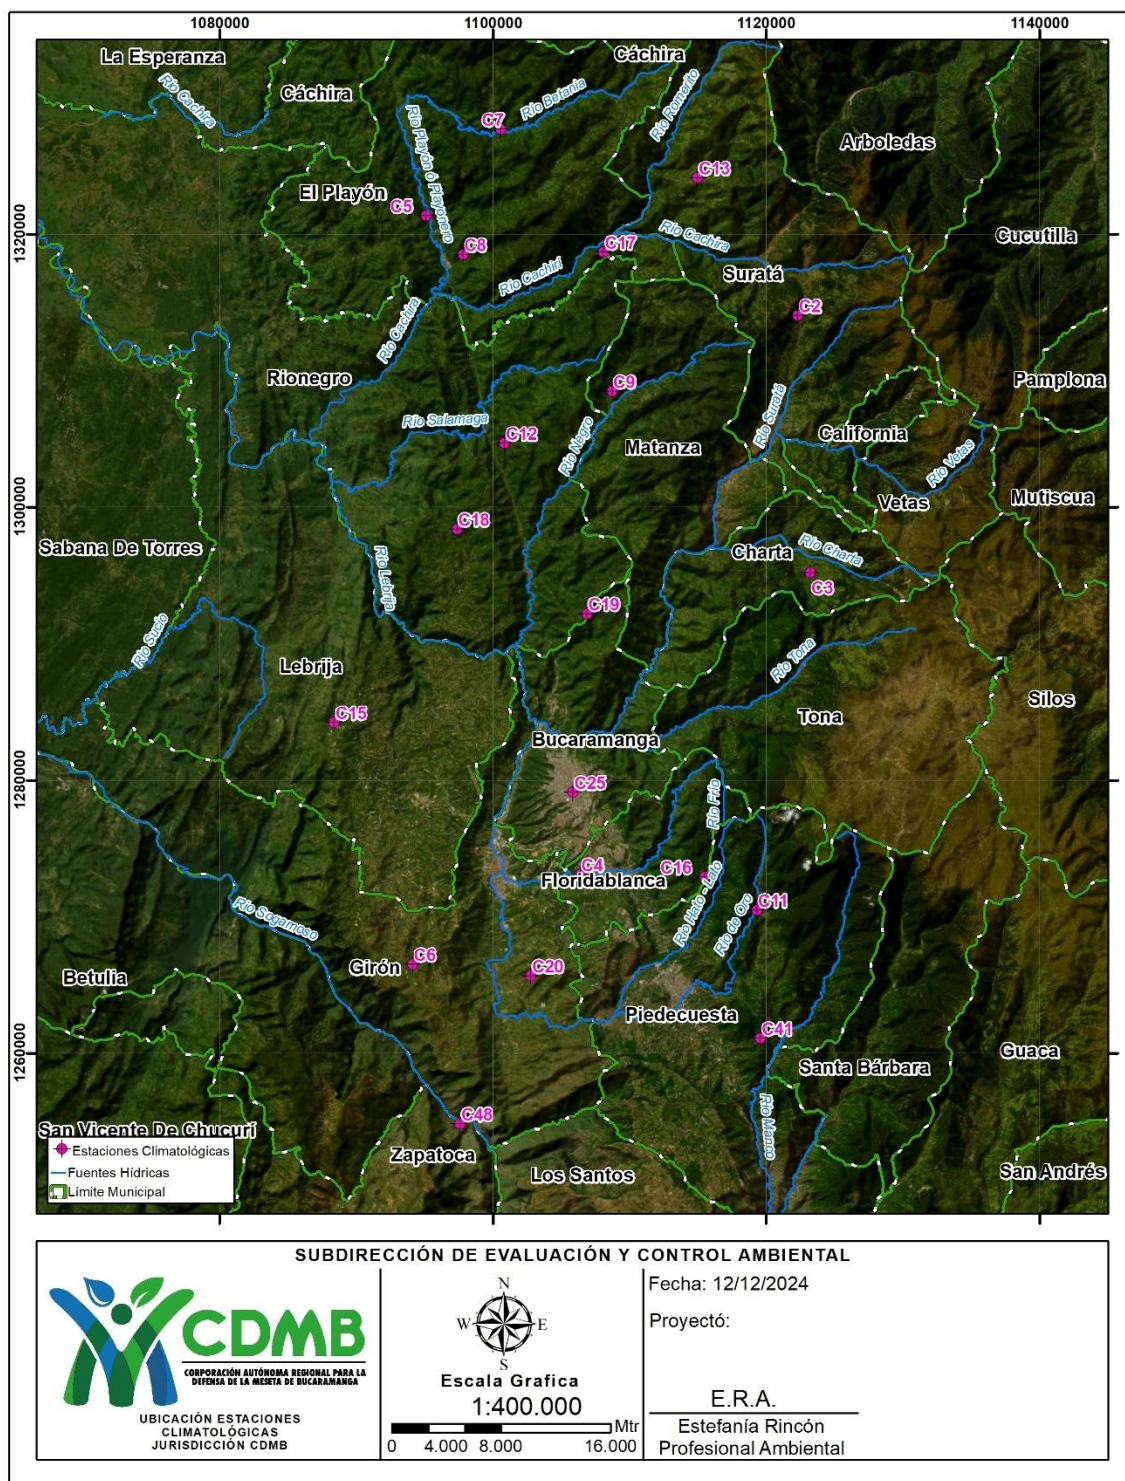 1080000
1100000
1120000
1140000
La Esperanza
Cáchira
Cáchira
Río Cachira
Río Betania
Río Romerito
C7
Arboledas
Río Playón ó Playonero
C13
El Playón
C5
1320000
1320000
Cucutilla
C8
C17
Río Cachira
Río Cachirí
Suratá
C2
Río Cachira
Rionegro
Pamplona
C9
Río Suratá
Río Salamaga
California
C12
Río Negro
Matanza
Río Vetas
Mutiscua
Vetas
1300000
1300000
C18
Sabana De Torres
Charta
Río Charta
Río Lebrija
C3
C19
Río Sucio
Lebrija
Río Tona
Silos
C15
Tona
Bucaramanga
1280000
1280000
C25
Río Frío
C4
C16
Floridablanca
Río Hato - Lato
C11
Río de Oro
Río Sogamoso
C6
Girón
C20
Betulia
Piedecuesta
C41
1260000
1260000
Guaca
Santa Bárbara
Río Manco
C48
San Vicente De Chucurí
Estaciones Climatológicas
Fuentes Hídricas
Límite Municipal
Zapatoca
Los Santos
San Andrés
SUBDIRECCIÓN DE EVALUACIÓN Y CONTROL AMBIENTAL
CDMB
CORPORACIÓN AUTÓNOMA REGIONAL PARA LA
DEFENSA DE LA MESETA DE BUCARAMANGA
UBICACIÓN ESTACIONES
CLIMATOLÓGICAS
JURISDICCIÓN CDMB
N
W
E
S
Escala Grafica
1:400.000
Mtr
0 4.000 8.000 16.000
Fecha: 12/12/2024
Proyectó:
E.R.A.
Estefanía Rincón
Profesional Ambiental